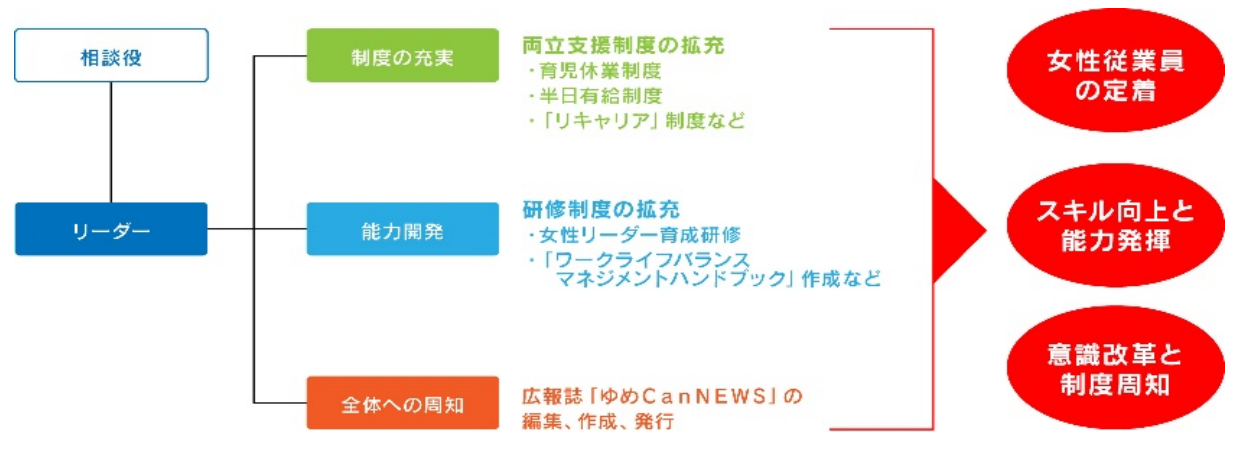 相談役
リーダー
制度の充実
両立支援制度の拡充
・育児休業制度
・半日有給制度
・「リキャリア」制度など
能力開発
研修制度の拡充
・女性リーダー育成研修
・「ワークライフバランス
マネジメントハンドブック」作成など
全体への周知
広報誌「ゆめCanNEWS」の
編集、作成、発行
女性従業員
の定着
スキル向上と
能力発揮
意識改革と
制度周知